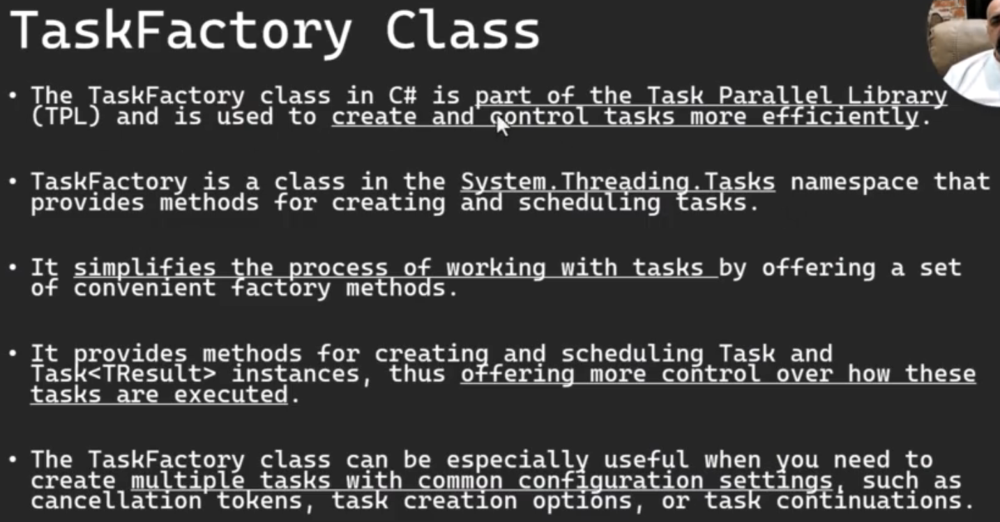 TaskFactory Class
• The TaskFactory class in C# is part of the Task Parallel Library
(TPL) and is used to create and control tasks more efficiently.
• TaskFactory is a class in the System.Threading.Tasks namespace that
provides methods for creating and scheduling tasks.
• It simplifies the process of working with tasks by offering a set
of convenient factory methods.
• It provides methods for creating and scheduling Task and
Task<TResult> instances, thus offering more control over how these
tasks are executed.
• The TaskFactory class can be especially useful when you need to
create multiple tasks with common configuration settings, such as
cancellation tokens, task creation options, or task continuations.